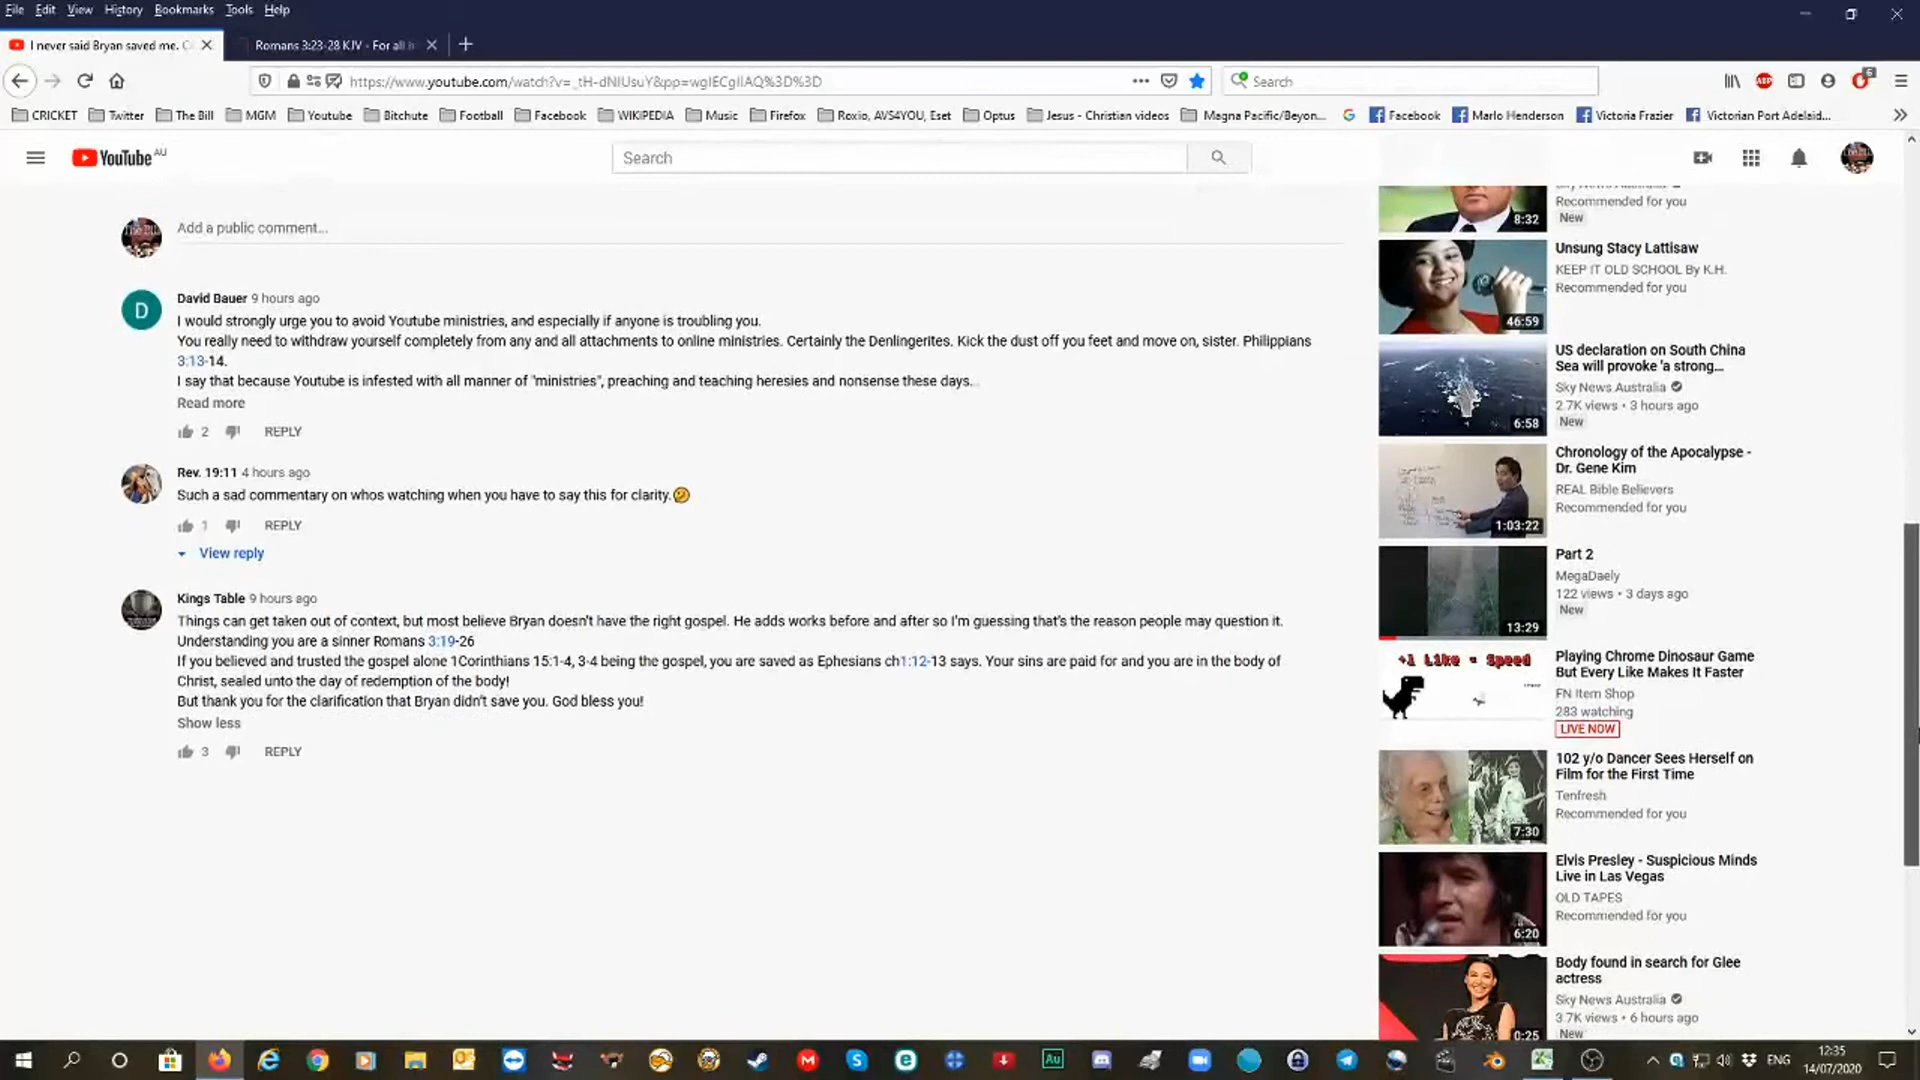 File Edit View History Bookmarks Tools Help
I never said Bryan saved me. Romans 3:23-28 KJV - For all
https://www.youtube.com/watch?v=_tH-dNIUsuY&pp=wgIECgIIAQ%3D%3D Search 6
CRICKET Twitter The Bill MGM Youtube Bitchute Football Facebook WIKIPEDIA Music Firefox Roxio, AVS4YOU, Eset Optus Jesus - Christian videos Magna Pacific/Beyon... Facebook Marlo Henderson Victoria Frazier Victorian Port Adelaid...
YouTube AU Search
Add a public comment...
David Bauer 9 hours ago
I would strongly urge you to avoid Youtube ministries, and especially if anyone is troubling you.
You really need to withdraw yourself completely from any and all attachments to online ministries. Certainly the Denlingerites. Kick the dust off you feet and move on, sister. Philippians
3:13-14.
I say that because Youtube is infested with all manner of "ministries", preaching and teaching heresies and nonsense these days...
Read more
2 REPLY
Rev. 19:11 4 hours ago
Such a sad commentary on whos watching when you have to say this for clarity.
1 REPLY
View reply
Kings Table 9 hours ago
Things can get taken out of context, but most believe Bryan doesn't have the right gospel. He adds works before and after so I'm guessing that's the reason people may question it.
Understanding you are a sinner Romans 3:19-26
If you believed and trusted the gospel alone 1Corinthians 15:1-4, 3-4 being the gospel, you are saved as Ephesians ch1:12-13 says. Your sins are paid for and you are in the body of
Christ, sealed unto the day of redemption of the body!
But thank you for the clarification that Bryan didn't save you. God bless you!
Show less
3 REPLY
Sky News Australia
Recommended for you
8:32
New
Unsung Stacy Lattisaw
KEEP IT OLD SCHOOL By K.H.
Recommended for you
46:59
US declaration on South China
Sea will provoke 'a strong...
Sky News Australia
2.7K views • 3 hours ago
6:58
New
Chronology of the Apocalypse -
Dr. Gene Kim
REAL Bible Believers
Recommended for you
1:03:22
Part 2
MegaDaely
122 views • 3 days ago
New
13:29
+1 Like = Speed
Playing Chrome Dinosaur Game
But Every Like Makes It Faster
FN Item Shop
283 watching
LIVE NOW
102 y/o Dancer Sees Herself on
Film for the First Time
Tenfresh
Recommended for you
7:30
Elvis Presley - Suspicious Minds
Live in Las Vegas
OLD TAPES
Recommended for you
6:20
Body found in search for Glee
actress
Sky News Australia
3.7K views • 6 hours ago
0:25
New
ENG 12:35
14/07/2020